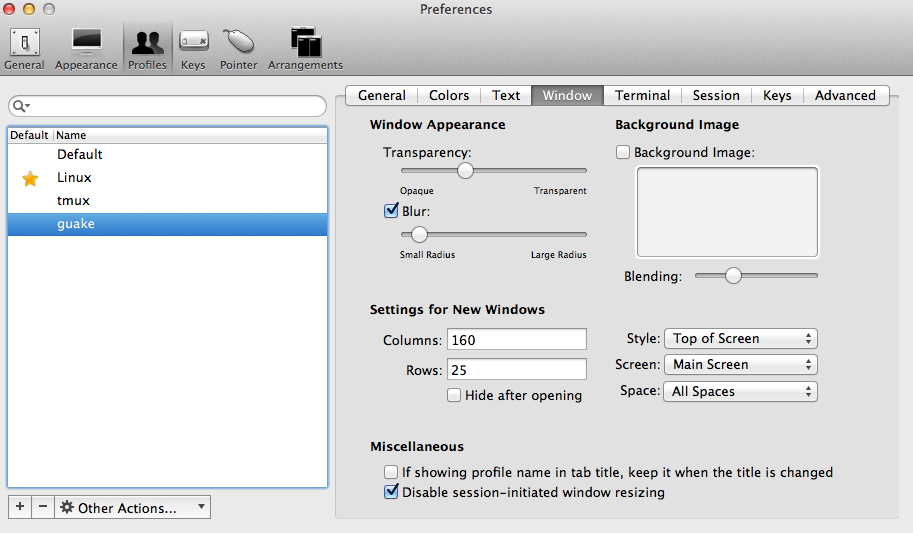 Preferences
General Appearance Profiles Keys Pointer Arrangements
General Colors Text Window Terminal Session Keys Advanced
Default Name
Default
Linux
tmux
guake
+ − Other Actions...
Window Appearance
Transparency:
Opaque Transparent
Blur:
Small Radius Large Radius
Background Image
Background Image:
Blending:
Settings for New Windows
Columns: 160
Rows: 25
Hide after opening
Style: Top of Screen
Screen: Main Screen
Space: All Spaces
Miscellaneous
If showing profile name in tab title, keep it when the title is changed
Disable session-initiated window resizing